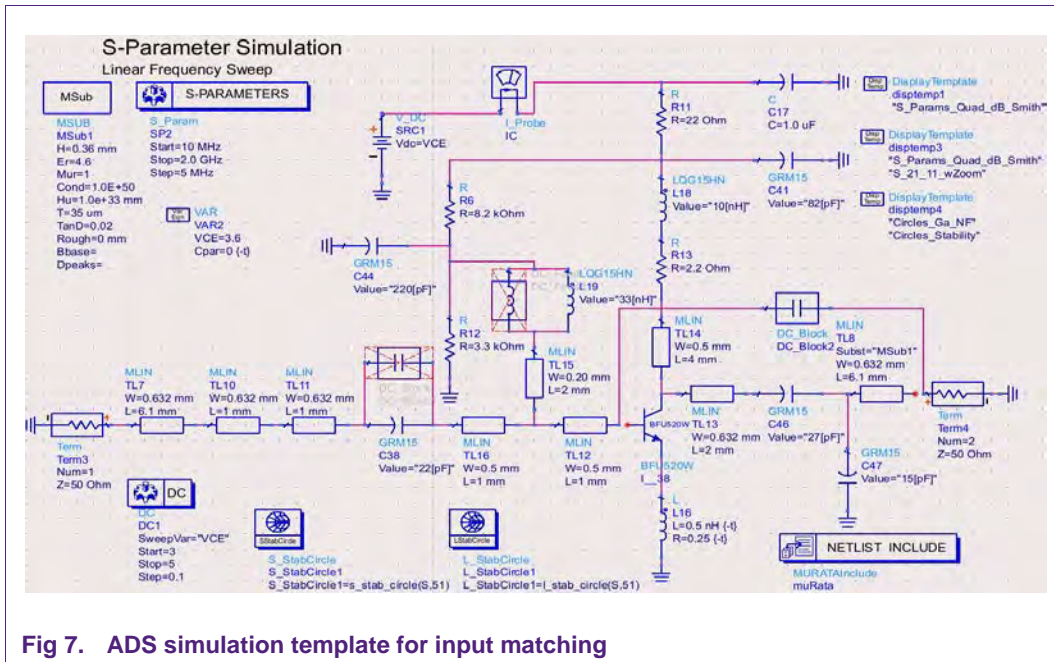 S-Parameter Simulation
Linear Frequency Sweep
MSub
MSUB
MSub1
H=0.36 mm
Er=4.6
Mur=1
Cond=1.0E+50
Hu=1.0e+33 mm
T=35 um
TanD=0.02
Rough=0 mm
Bbase=
Dpeaks=
S-PARAMETERS
S_Param
SP2
Start=10 MHz
Stop=2.0 GHz
Step=5 MHz
Var
Eqn
VAR
VAR2
VCE=3.6
Cpar=0 {-t}
V_DC
SRC1
Vdc=VCE
I_Probe
IC
R
R11
R=22 Ohm
C
C17
C=1.0 uF
Disp
Temp
DisplayTemplate
disptemp1
"S_Params_Quad_dB_Smith"
Disp
Temp
DisplayTemplate
disptemp3
"S_Params_Quad_dB_Smith"
"S_21_11_wZoom"
Disp
Temp
DisplayTemplate
disptemp4
"Circles_Ga_NF"
"Circles_Stability"
R
R6
R=8.2 kOhm
LQG15HN
L18
Value="10[nH]"
GRM15
C41
Value="82[pF]"
GRM15
C44
Value="220[pF]"
R
R13
R=2.2 Ohm
LQG15HN
L19
Value="33[nH]"
R
R12
R=3.3 kOhm
MLIN
TL15
W=0.20 mm
L=2 mm
MLIN
TL14
W=0.5 mm
L=4 mm
DC_Block
DC_Block2
MLIN
TL8
Subst="MSub1"
W=0.632 mm
L=6.1 mm
MLIN
TL7
W=0.632 mm
L=6.1 mm
MLIN
TL10
W=0.632 mm
L=1 mm
MLIN
TL11
W=0.632 mm
L=1 mm
GRM15
C38
Value="22[pF]"
MLIN
TL16
W=0.5 mm
L=1 mm
MLIN
TL12
W=0.5 mm
L=1 mm
BFU520W
BFU520W
I__38
MLIN
TL13
W=0.632 mm
L=2 mm
GRM15
C46
Value="27[pF]"
GRM15
C47
Value="15[pF]"
Term
Term4
Num=2
Z=50 Ohm
Term
Term3
Num=1
Z=50 Ohm
L
L16
L=0.5 nH {-t}
R=0.25 {-t}
DC
DC
DC1
SweepVar="VCE"
Start=3
Stop=5
Step=0.1
SStabCircle
S_StabCircle
S_StabCircle1
S_StabCircle1=s_stab_circle(S,51)
LStabCircle
L_StabCircle
L_StabCircle1
L_StabCircle1=l_stab_circle(S,51)
NETLIST INCLUDE
MURATAInclude
muRata
Fig 7. ADS simulation template for input matching